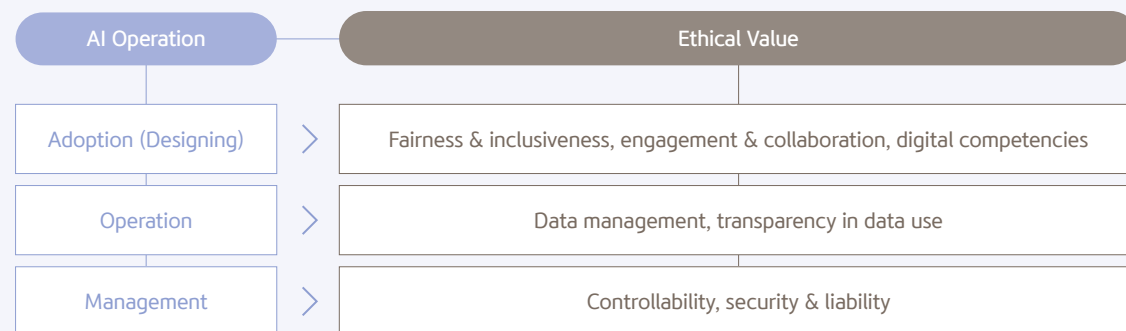 AI Operation
Ethical Value
Adoption (Designing)
Fairness & inclusiveness, engagement & collaboration, digital competencies
Operation
Data management, transparency in data use
Management
Controllability, security & liability